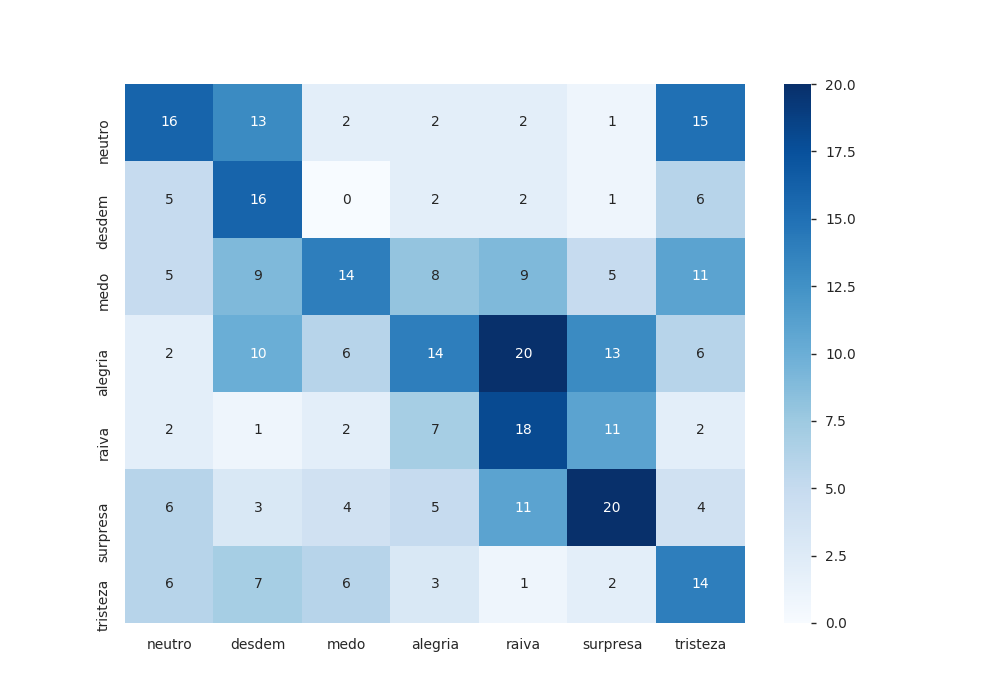 20.0
neutro 16 13 2 2 2 1 15
17.5
desdem 5 16 0 2 2 1 6
15.0
medo 5 9 14 8 9 5 11
12.5
alegria 2 10 6 14 20 13 6
10.0
raiva 2 1 2 7 18 11 2
7.5
surpresa 6 3 4 5 11 20 4
5.0
tristeza 6 7 6 3 1 2 14
2.5
0.0
neutro desdem medo alegria raiva surpresa tristeza